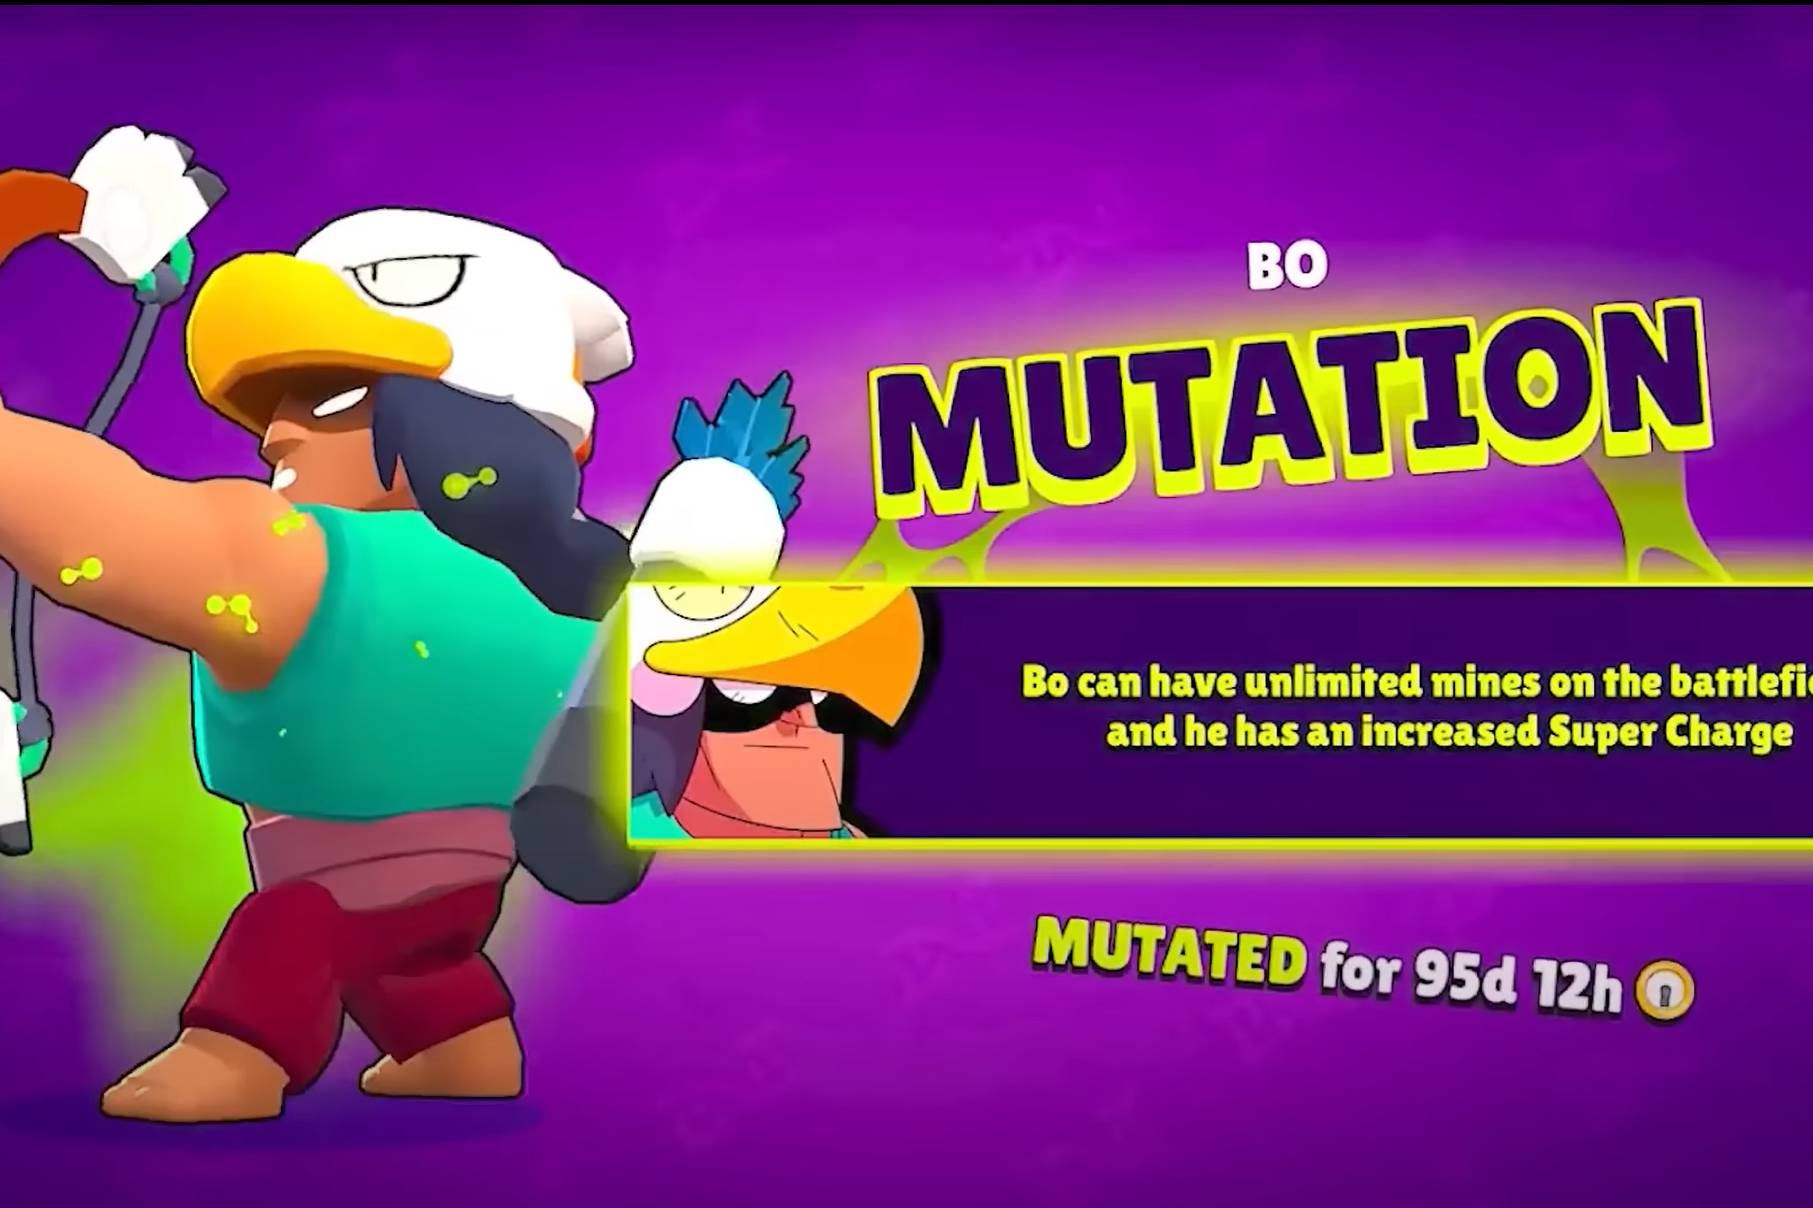 BO
MUTATION
Bo can have unlimited mines on the
and he has an increased Super Charge
MUTATED for 95d 12h